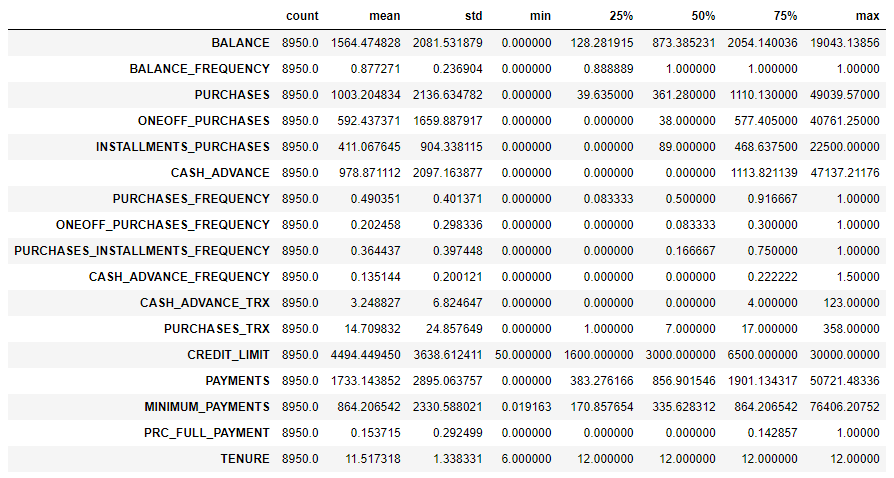 count mean std min 25% 50% 75% max
BALANCE 8950.0 1564.474828 2081.531879 0.000000 128.281915 873.385231 2054.140036 19043.13856
BALANCE_FREQUENCY 8950.0 0.877271 0.236904 0.000000 0.888889 1.000000 1.000000 1.00000
PURCHASES 8950.0 1003.204834 2136.634782 0.000000 39.635000 361.280000 1110.130000 49039.57000
ONEOFF_PURCHASES 8950.0 592.437371 1659.887917 0.000000 0.000000 38.000000 577.405000 40761.25000
INSTALLMENTS_PURCHASES 8950.0 411.067645 904.338115 0.000000 0.000000 89.000000 468.637500 22500.00000
CASH_ADVANCE 8950.0 978.871112 2097.163877 0.000000 0.000000 0.000000 1113.821139 47137.21176
PURCHASES_FREQUENCY 8950.0 0.490351 0.401371 0.000000 0.083333 0.500000 0.916667 1.00000
ONEOFF_PURCHASES_FREQUENCY 8950.0 0.202458 0.298336 0.000000 0.000000 0.083333 0.300000 1.00000
PURCHASES_INSTALLMENTS_FREQUENCY 8950.0 0.364437 0.397448 0.000000 0.000000 0.166667 0.750000 1.00000
CASH_ADVANCE_FREQUENCY 8950.0 0.135144 0.200121 0.000000 0.000000 0.000000 0.222222 1.50000
CASH_ADVANCE_TRX 8950.0 3.248827 6.824647 0.000000 0.000000 0.000000 4.000000 123.00000
PURCHASES_TRX 8950.0 14.709832 24.857649 0.000000 1.000000 7.000000 17.000000 358.00000
CREDIT_LIMIT 8950.0 4494.449450 3638.612411 50.000000 1600.000000 3000.000000 6500.000000 30000.00000
PAYMENTS 8950.0 1733.143852 2895.063757 0.000000 383.276166 856.901546 1901.134317 50721.48336
MINIMUM_PAYMENTS 8950.0 864.206542 2330.588021 0.019163 170.857654 335.628312 864.206542 76406.20752
PRC_FULL_PAYMENT 8950.0 0.153715 0.292499 0.000000 0.000000 0.000000 0.142857 1.00000
TENURE 8950.0 11.517318 1.338331 6.000000 12.000000 12.000000 12.000000 12.00000